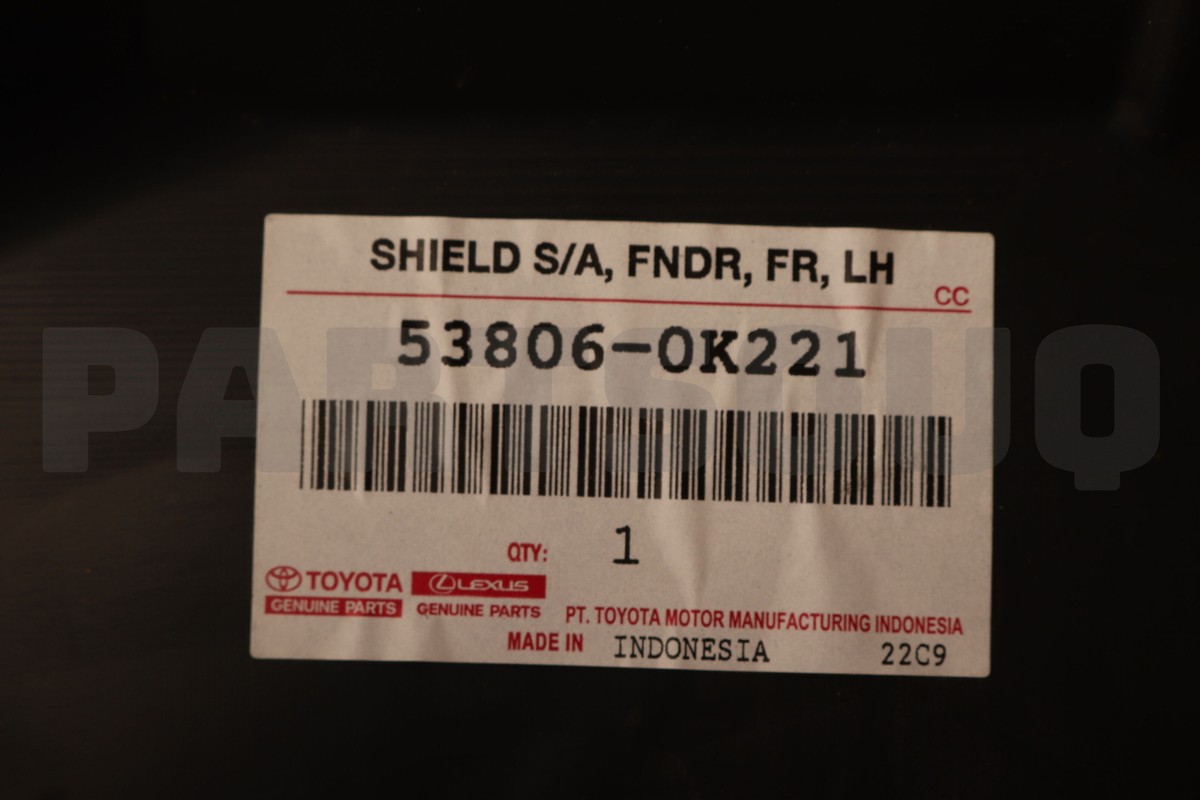 SHIELD S/A, FNDR, FR, LH
CC
53806-0K221
PARTSOUQ
QTY: 1
TOYOTA
GENUINE PARTS
LEXUS
GENUINE PARTS
PT. TOYOTA MOTOR MANUFACTURING INDONESIA
MADE IN INDONESIA 22C9